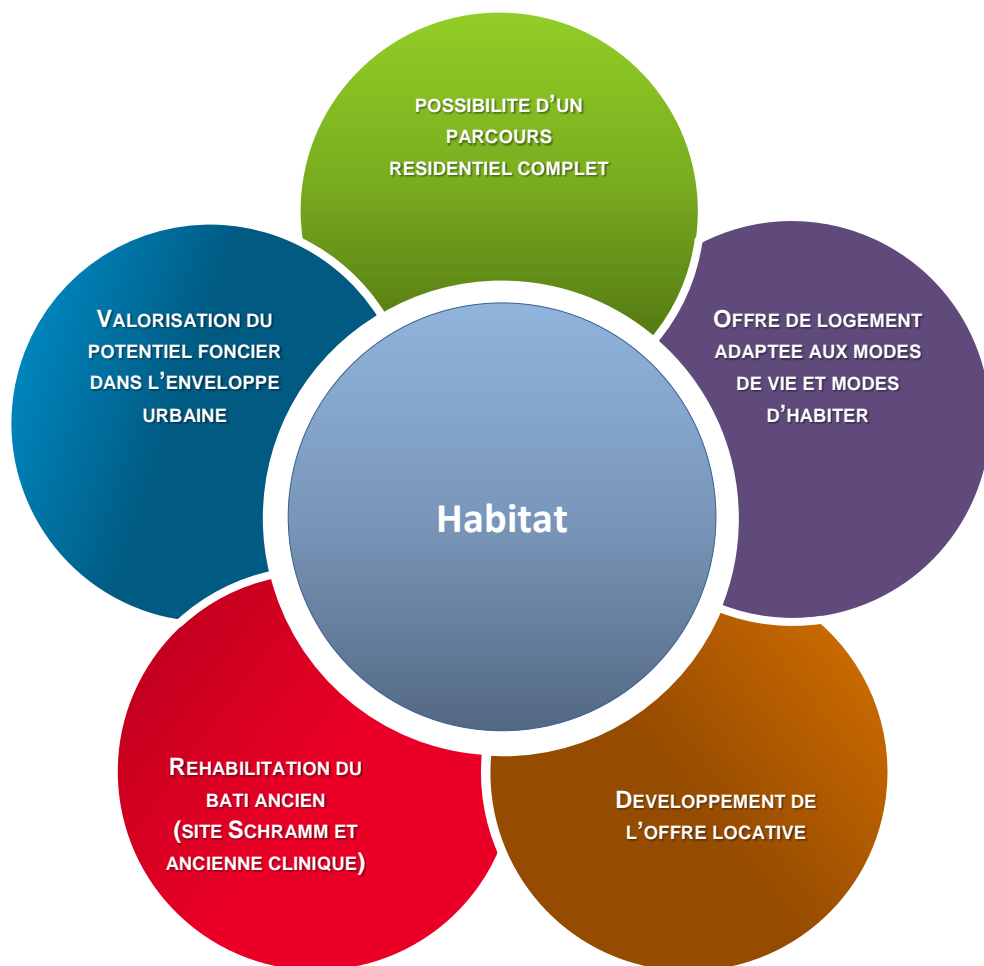 POSSIBILITE D'UN
PARCOURS
RESIDENTIEL COMPLET
VALORISATION DU
POTENTIEL FONCIER
DANS L'ENVELOPPE
URBAINE
OFFRE DE LOGEMENT
ADAPTEE AUX MODES
DE VIE ET MODES
D'HABITER
Habitat
REHABILITATION DU
BATI ANCIEN
(SITE SCHRAMM ET
ANCIENNE CLINIQUE)
DEVELOPPEMENT DE
L'OFFRE LOCATIVE